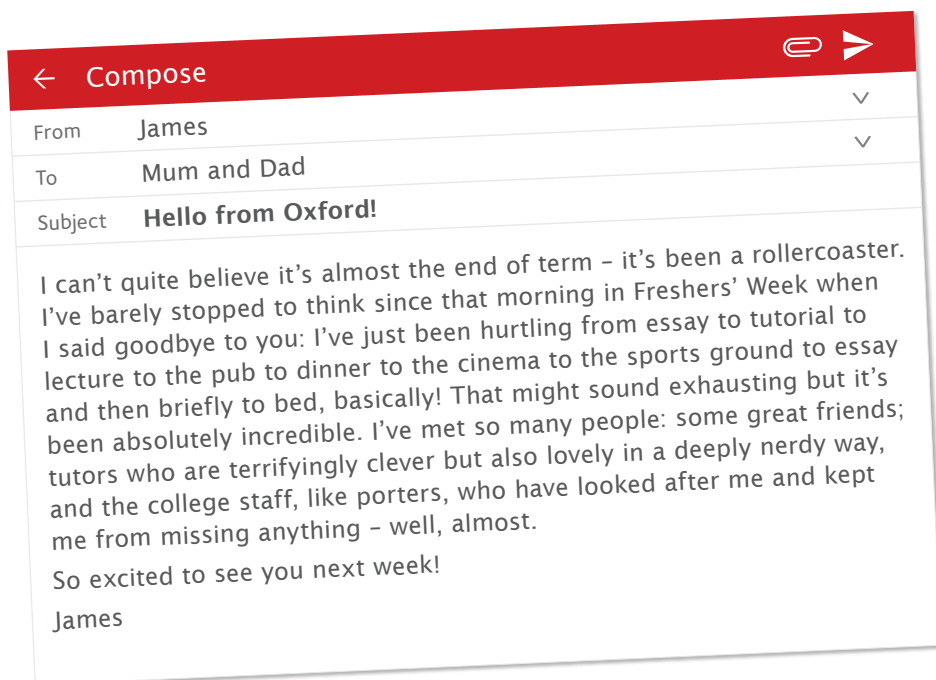 Compose
From James
To Mum and Dad
Subject Hello from Oxford!
I can’t quite believe it’s almost the end of term – it’s been a rollercoaster.
I’ve barely stopped to think since that morning in Freshers’ Week when
I said goodbye to you: I’ve just been hurtling from essay to tutorial to
lecture to the pub to dinner to the cinema to the sports ground to essay
and then briefly to bed, basically! That might sound exhausting but it’s
been absolutely incredible. I’ve met so many people: some great friends;
tutors who are terrifyingly clever but also lovely in a deeply nerdy way,
and the college staff, like porters, who have looked after me and kept
me from missing anything – well, almost.
So excited to see you next week!
James